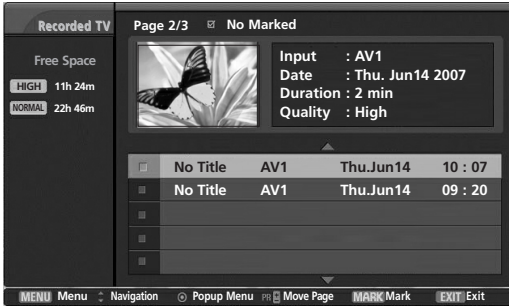 Recorded TV
Page 2/3 No Marked
Free Space
HIGH 11h 24m
NORMAL 22h 46m
Input : AV1
Date : Thu. Jun14 2007
Duration : 2 min
Quality : High
No Title AV1 Thu.Jun14 10 : 07
No Title AV1 Thu.Jun14 09 : 20
MENU Menu Navigation Popup Menu PR Move Page MARK Mark EXIT Exit